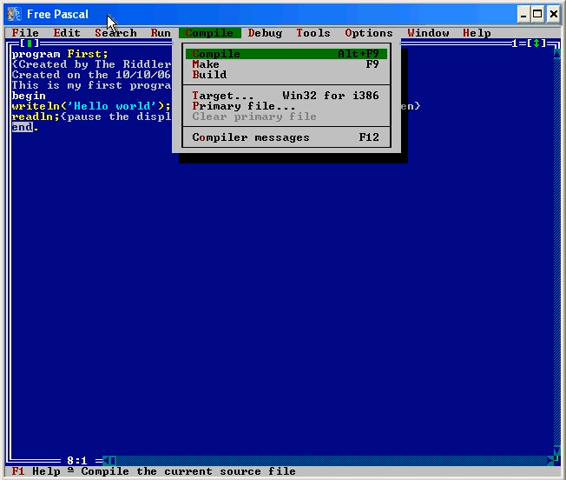 Free Pascal
File Edit Search Run Compile Debug Tools Options Window Help
1=[↕]
program First;
{Created by The Riddler
Created on the 10/10/06
This is my first progra
begin
writeln('Hello world'); en}
readln;{pause the displ
end.
Compile Alt+F9
Make F9
Build
Target... Win32 for i386
Primary file...
Clear primary file
Compiler messages F12
8:1
F1 Help ª Compile the current source file